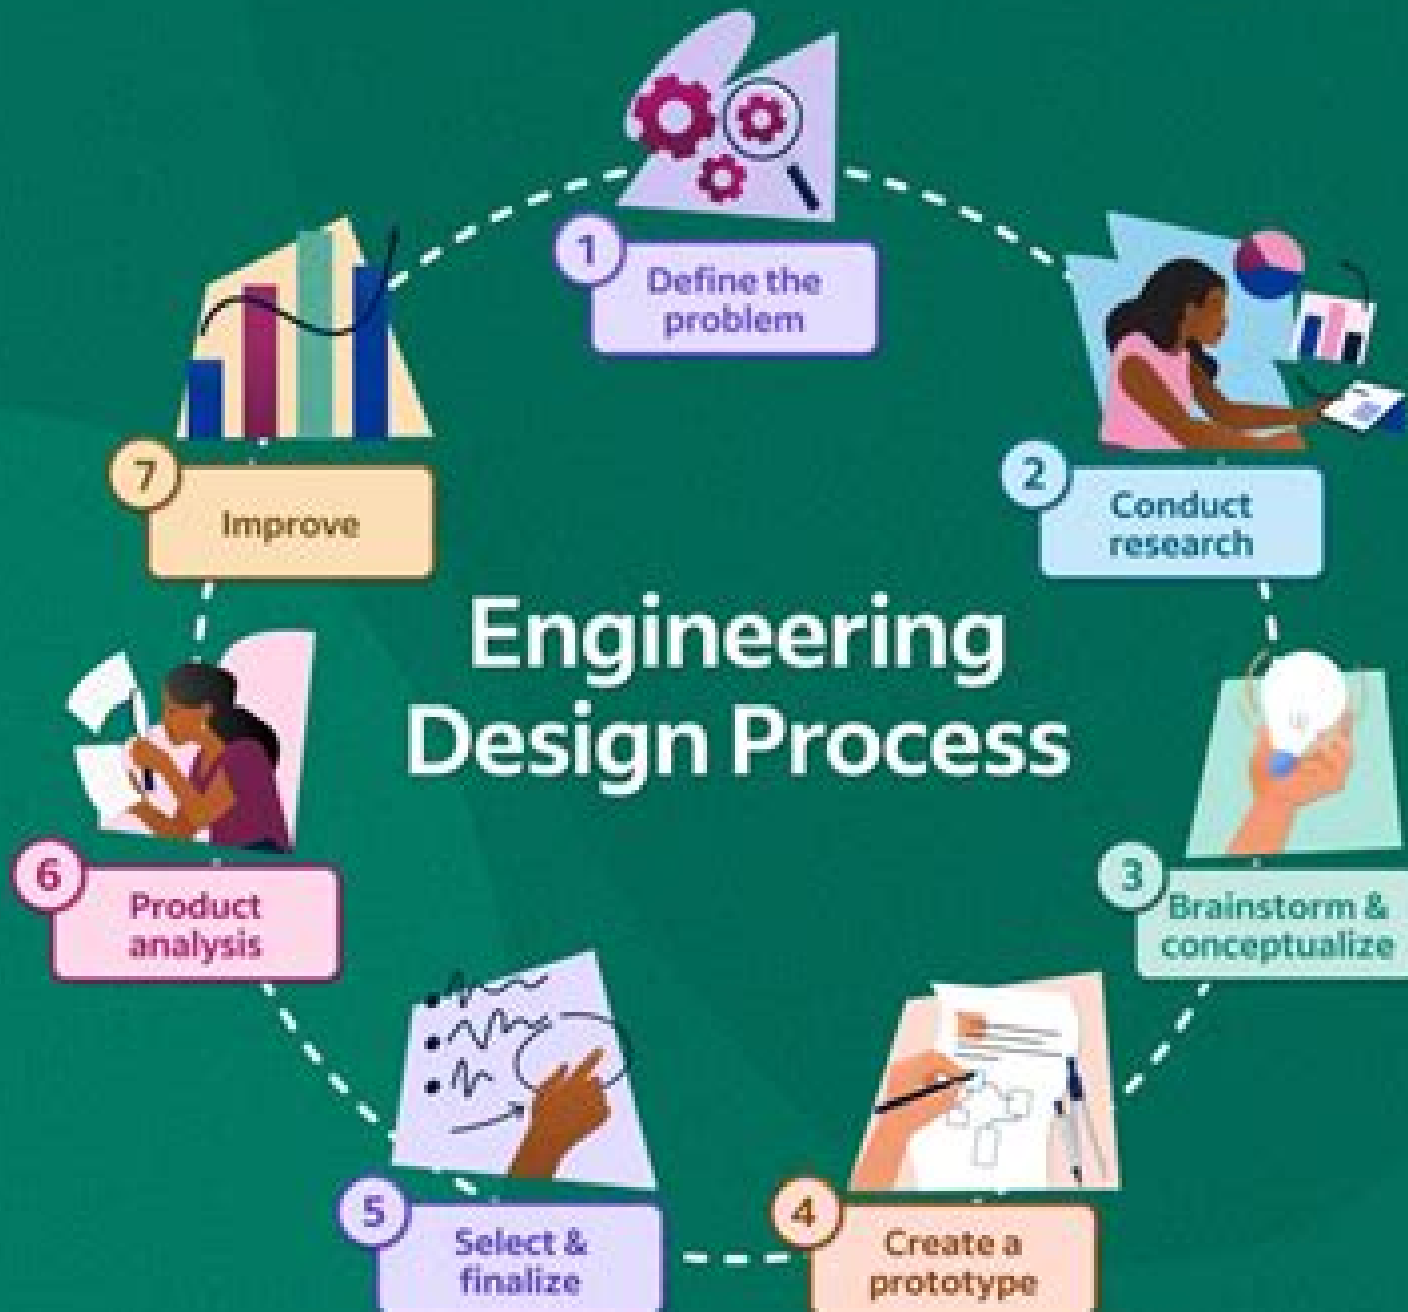 Engineering
Design Process
1
Define the
problem
2
Conduct
research
3
Brainstorm &
conceptualize
4
Create a
prototype
5
Select &
finalize
6
Product
analysis
7
Improve